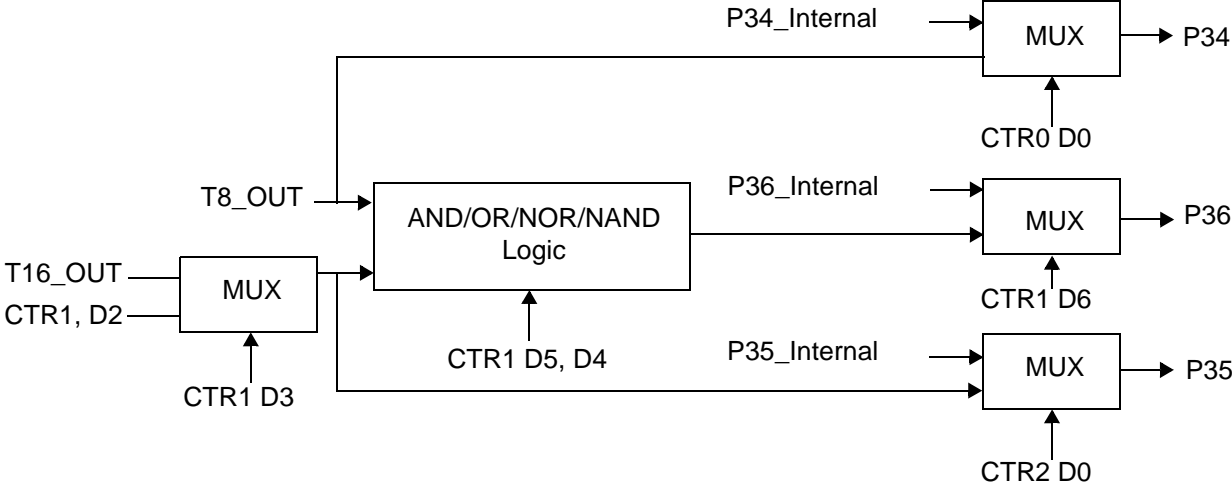 P34_Internal
MUX
P34
CTR0 D0
T8_OUT
AND/OR/NOR/NAND
Logic
P36_Internal
MUX
P36
T16_OUT
CTR1, D2
MUX
CTR1 D6
CTR1 D5, D4
P35_Internal
MUX
P35
CTR1 D3
CTR2 D0